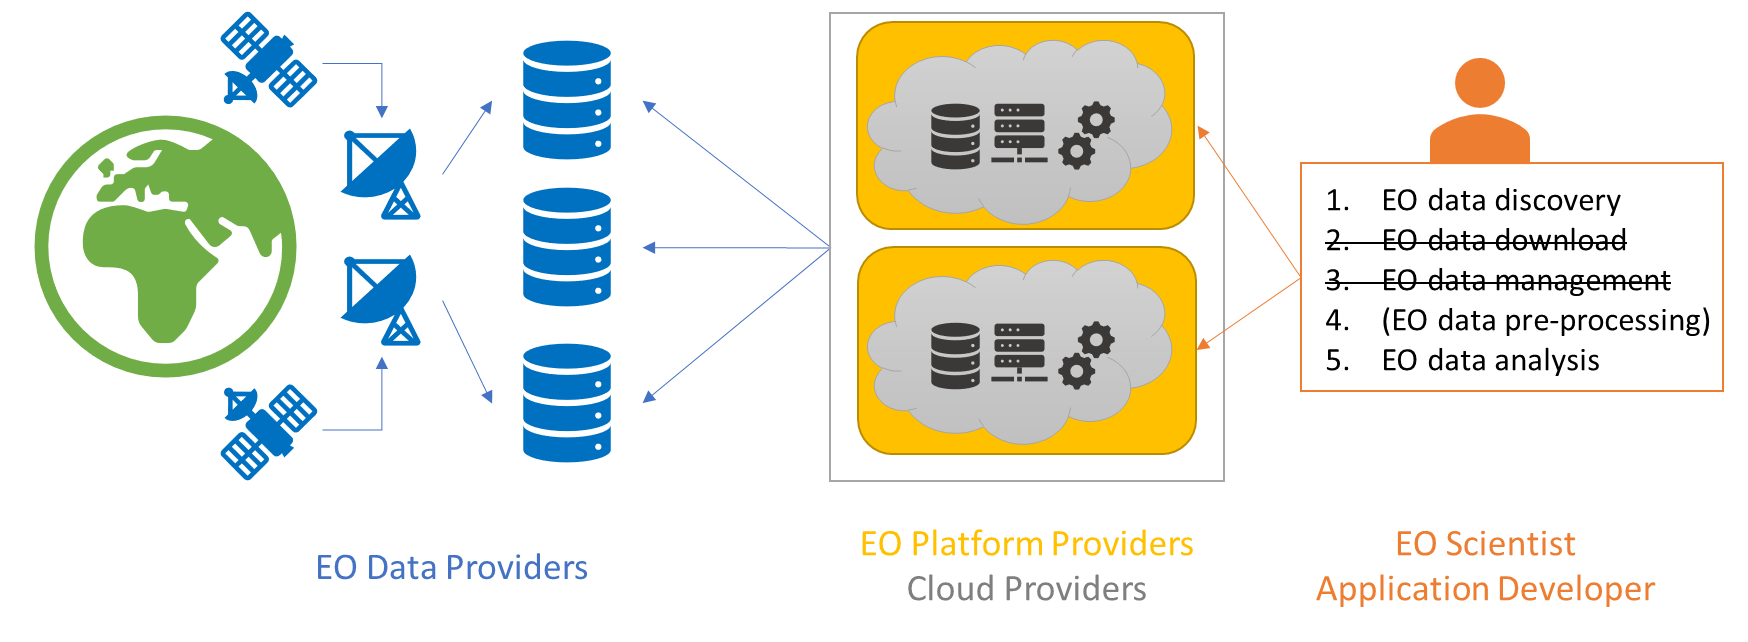 1. EO data discovery
2. EO data download
3. EO data management
4. (EO data pre-processing)
5. EO data analysis
EO Data Providers
EO Platform Providers
Cloud Providers
EO Scientist
Application Developer